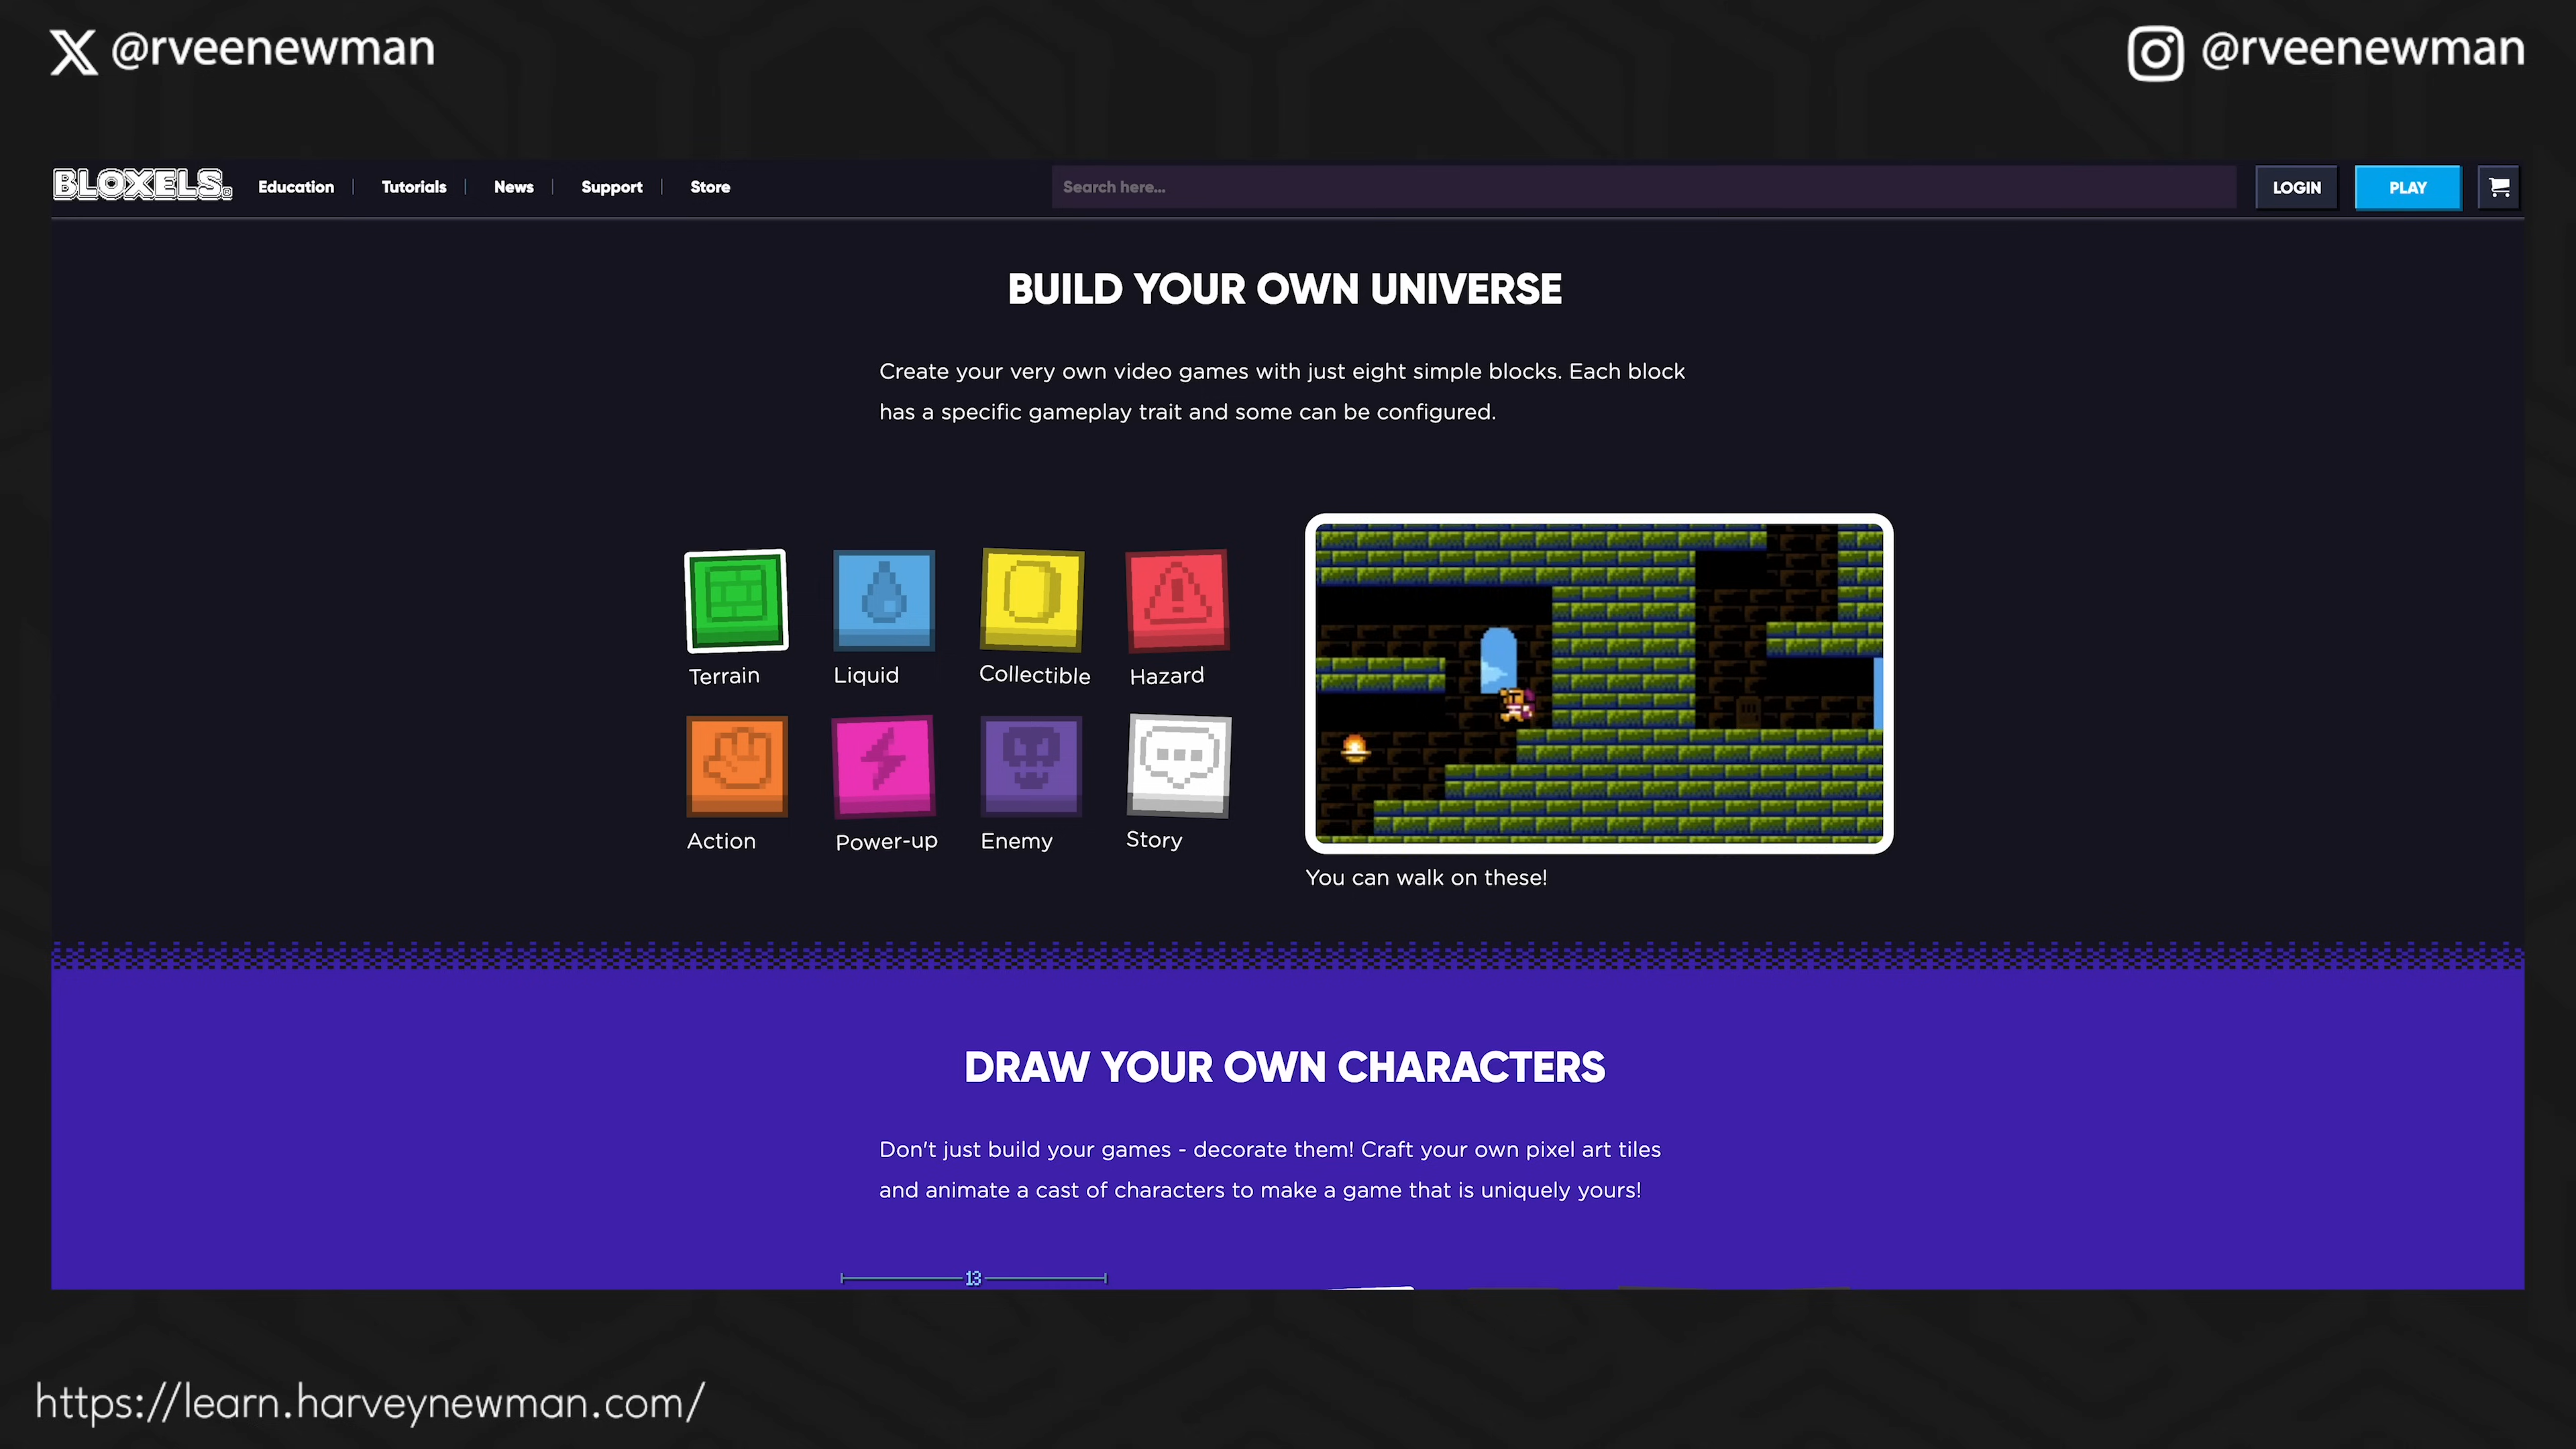 @rveenewman
@rveenewman
BLOXELS®
Education
Tutorials
News
Support
Store
Search here...
LOGIN
PLAY
BUILD YOUR OWN UNIVERSE
Create your very own video games with just eight simple blocks. Each block
has a specific gameplay trait and some can be configured.
Terrain
Liquid
Collectible
Hazard
Action
Power-up
Enemy
Story
You can walk on these!
DRAW YOUR OWN CHARACTERS
Don't just build your games - decorate them! Craft your own pixel art tiles
and animate a cast of characters to make a game that is uniquely yours!
13
https://learn.harveynewman.com/